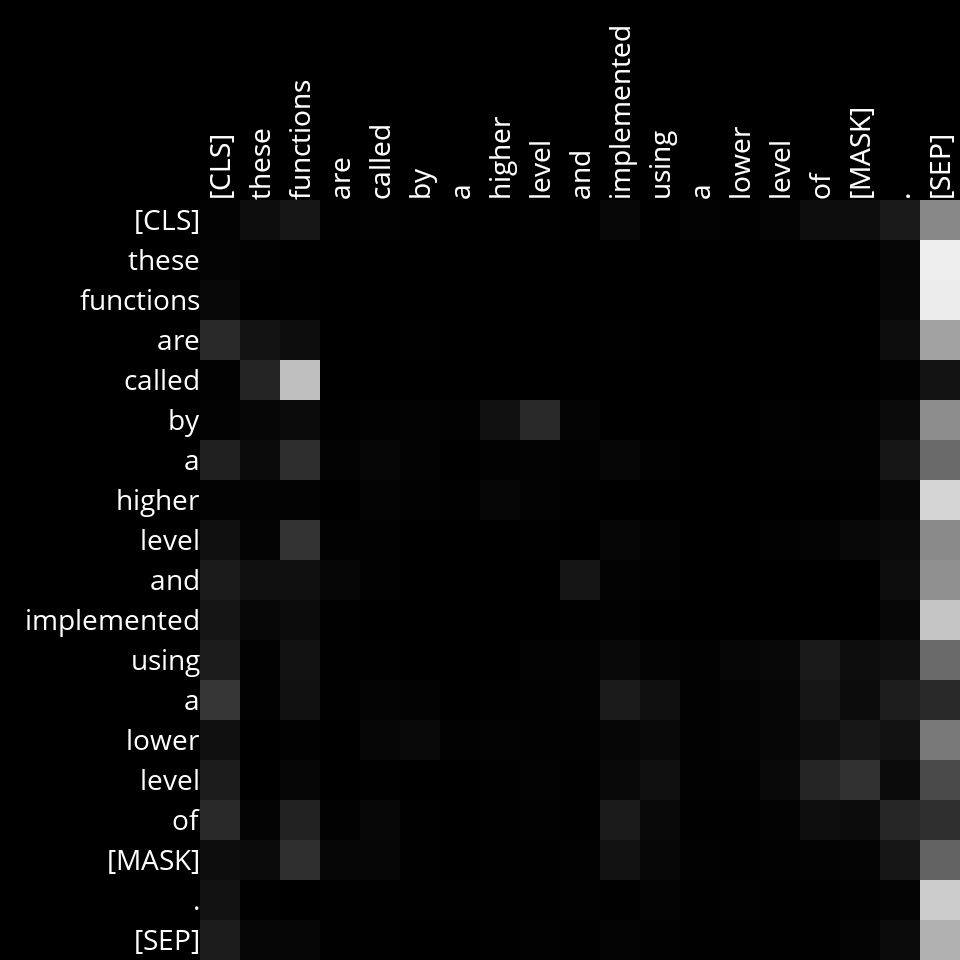 [CLS] these functions are called by a higher level and implemented using a lower level of [MASK] . [SEP]
[CLS]
these
functions
are
called
by
a
higher
level
and
implemented
using
a
lower
level
of
[MASK]
.
[SEP]